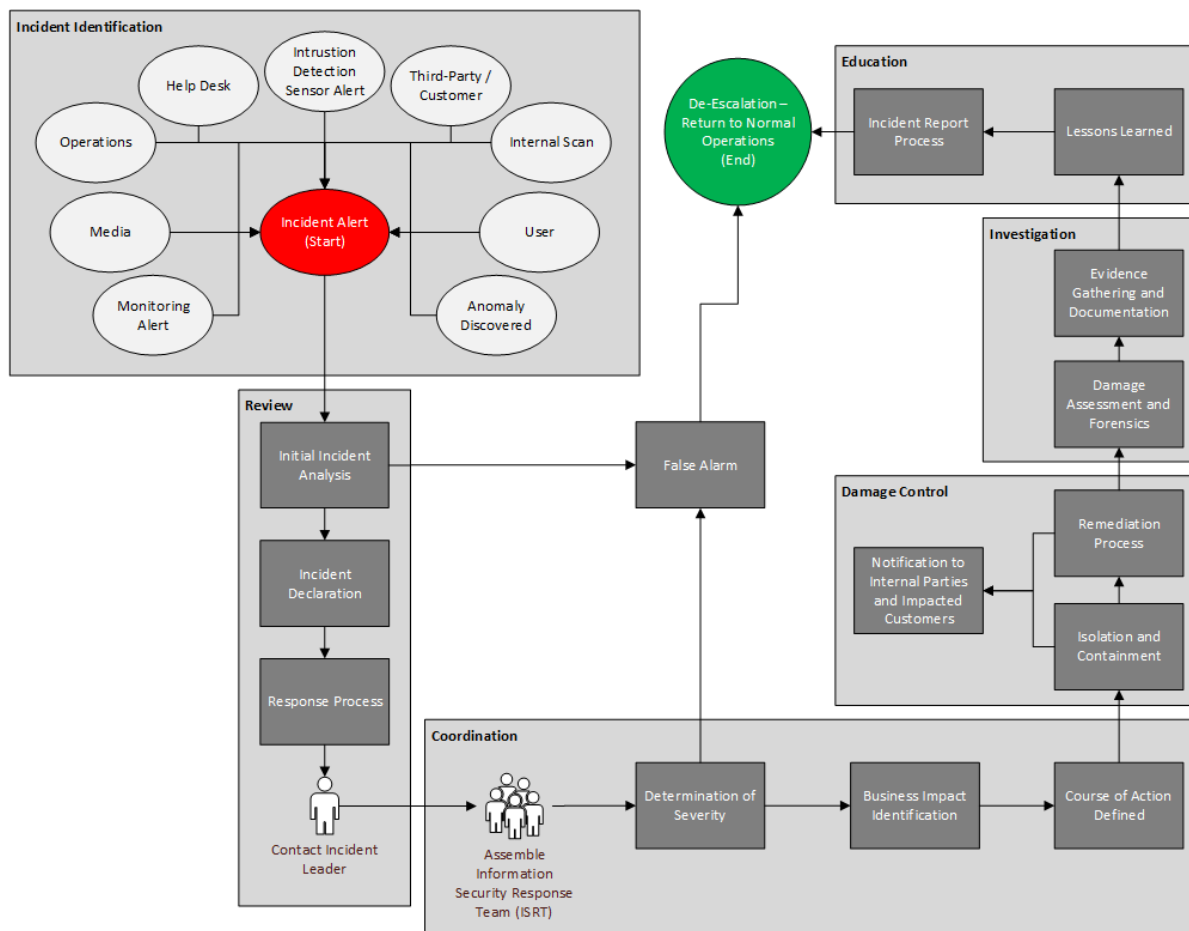 Incident Identification
Help Desk
Intrustion
Detection
Sensor Alert
Third-Party /
Customer
Operations
Internal Scan
Media
Incident Alert
(Start)
User
Monitoring
Alert
Anomaly
Discovered
De-Escalation –
Return to Normal
Operations
(End)
Education
Incident Report
Process
Lessons Learned
Investigation
Evidence
Gathering and
Documentation
Damage
Assessment and
Forensics
Review
Initial Incident
Analysis
False Alarm
Incident
Declaration
Response Process
Contact Incident
Leader
Damage Control
Remediation
Process
Notification to
Internal Parties
and Impacted
Customers
Isolation and
Containment
Coordination
Assemble
Information
Security Response
Team (ISRT)
Determination of
Severity
Business Impact
Identification
Course of Action
Defined